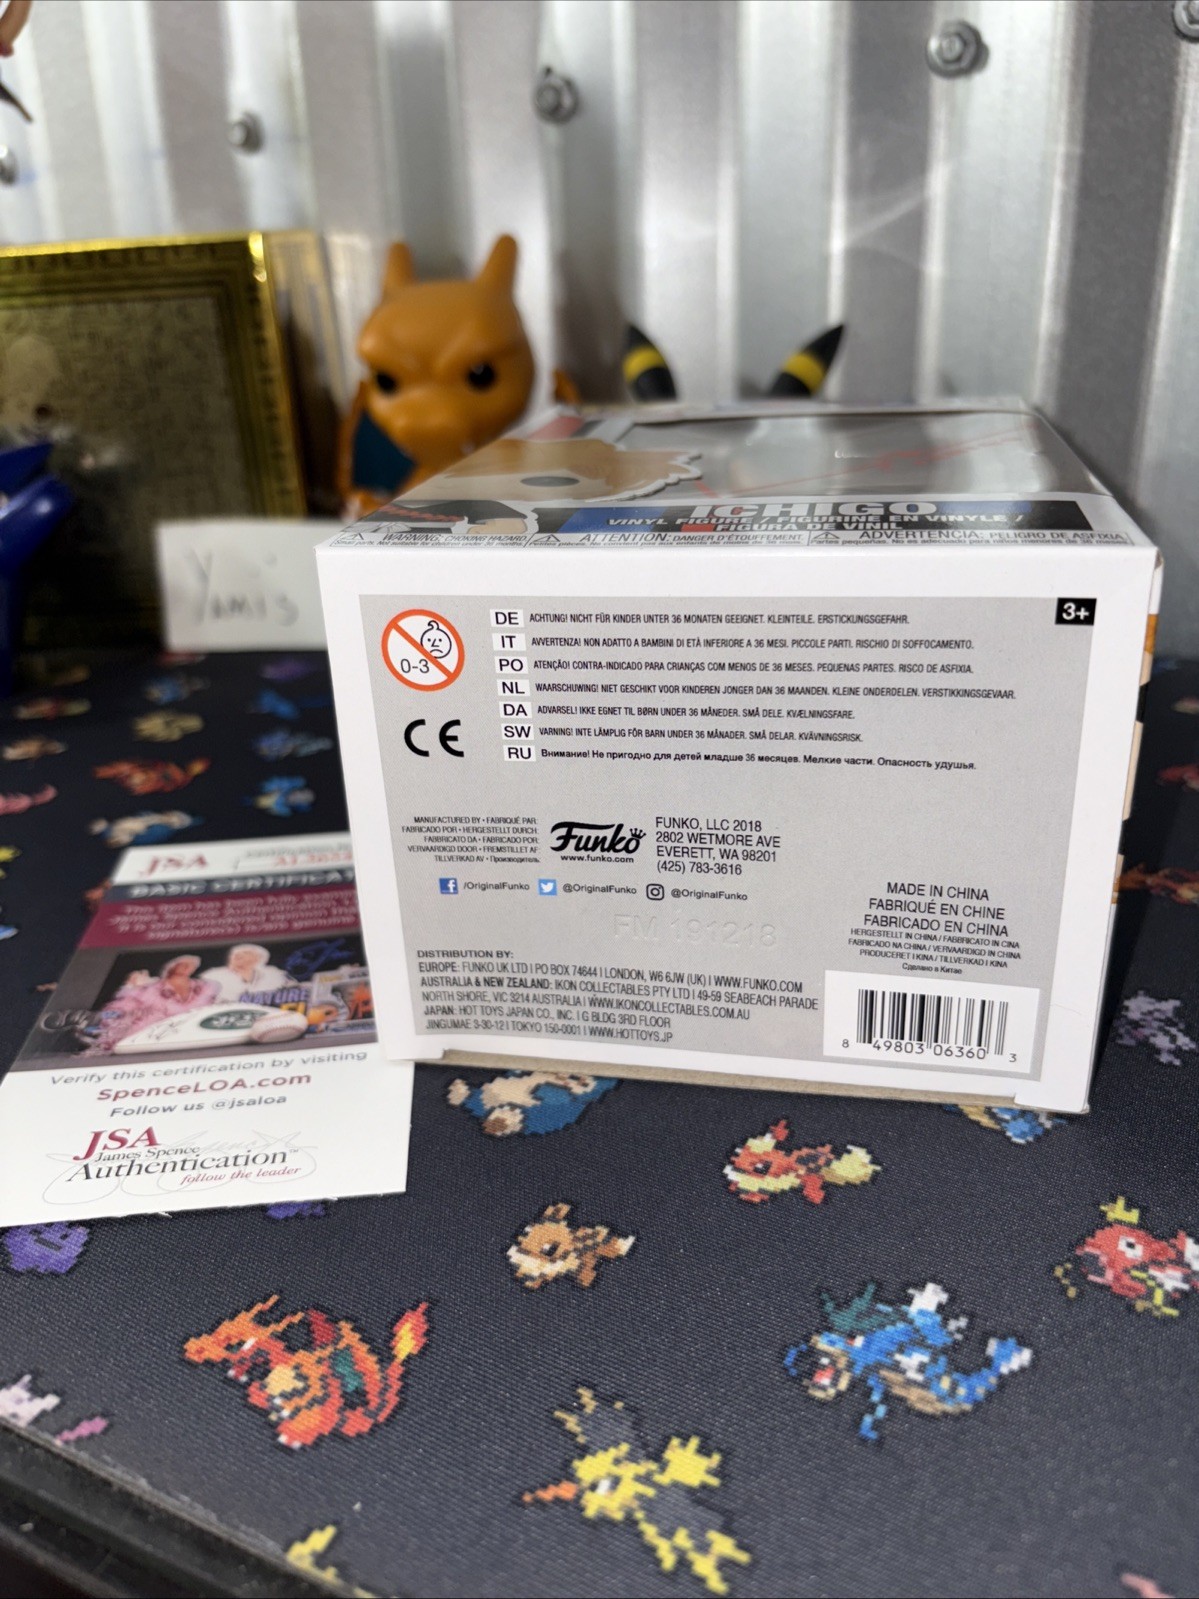 ICHIGO
VINYL FIGURE / FIGURINE EN VINYLE /
FIGURA DE VINIL
WARNING: CHOKING HAZARD. ATTENTION: DANGER D'ÉTOUFFEMENT. ADVERTENCIA: PELIGRO DE ASFIXIA.
3+
0-3
DE ACHTUNG! NICHT FÜR KINDER UNTER 36 MONATEN GEEIGNET. KLEINTEILE. ERSTICKUNGSGEFAHR.
IT AVVERTENZA! NON ADATTO A BAMBINI DI ETÀ INFERIORE A 36 MESI. PICCOLE PARTI. RISCHIO DI SOFFOCAMENTO.
PO ATENÇÃO! CONTRA-INDICADO PARA CRIANÇAS COM MENOS DE 36 MESES. PEQUENAS PARTES. RISCO DE ASFIXIA.
NL WAARSCHUWING! NIET GESCHIKT VOOR KINDEREN JONGER DAN 36 MAANDEN. KLEINE ONDERDELEN. VERSTIKKINGSGEVAAR.
DA ADVARSEL! IKKE EGNET TIL BØRN UNDER 36 MÅNEDER. SMÅ DELE. KVÆLNINGSFARE.
SW VARNING! INTE LÄMPLIG FÖR BARN UNDER 36 MÅNADER. SMÅ DELAR. KVÄVNINGSRISK.
RU Внимание! Не пригодно для детей младше 36 месяцев. Мелкие части. Опасность удушья.
CE
MANUFACTURED BY • FABRIQUÉ PAR:
FABRICADO POR • HERGESTELLT DURCH:
FABBRICATO DA • FABRICADO POR:
VERVAARDIGD DOOR • FREMSTILLET AF:
TILLVERKAD AV • Производитель:
Funko
www.funko.com
FUNKO, LLC 2018
2802 WETMORE AVE
EVERETT, WA 98201
(425) 783-3616
/OriginalFunko @OriginalFunko @OriginalFunko
FM 191218
MADE IN CHINA
FABRIQUÉ EN CHINE
FABRICADO EN CHINA
HERGESTELLT IN CHINA / FABBRICATO IN CINA
FABRICADO NA CHINA / VERVAARDIGD IN CHINA
PRODUCERET I KINA / TILLVERKAD I KINA
Сделано в Китае
DISTRIBUTION BY:
EUROPE: FUNKO UK LTD | PO BOX 74644 | LONDON, W6 6JW (UK) | WWW.FUNKO.COM
AUSTRALIA & NEW ZEALAND: IKON COLLECTABLES PTY LTD | 49-59 SEABEACH PARADE
NORTH SHORE, VIC 3214 AUSTRALIA | WWW.IKONCOLLECTABLES.COM.AU
JAPAN: HOT TOYS JAPAN CO., INC. | G BLDG 3RD FLOOR
JINGUMAE 3-30-12 | TOKYO 150-0001 | WWW.HOTTOYS.JP
8 49803 06360 3
Yami's
JSA
BASIC CERTIFICAT
Verify this certification by visiting
SpenceLOA.com
Follow us @jsaloa
JSA
James Spence
Authentication
follow the leader